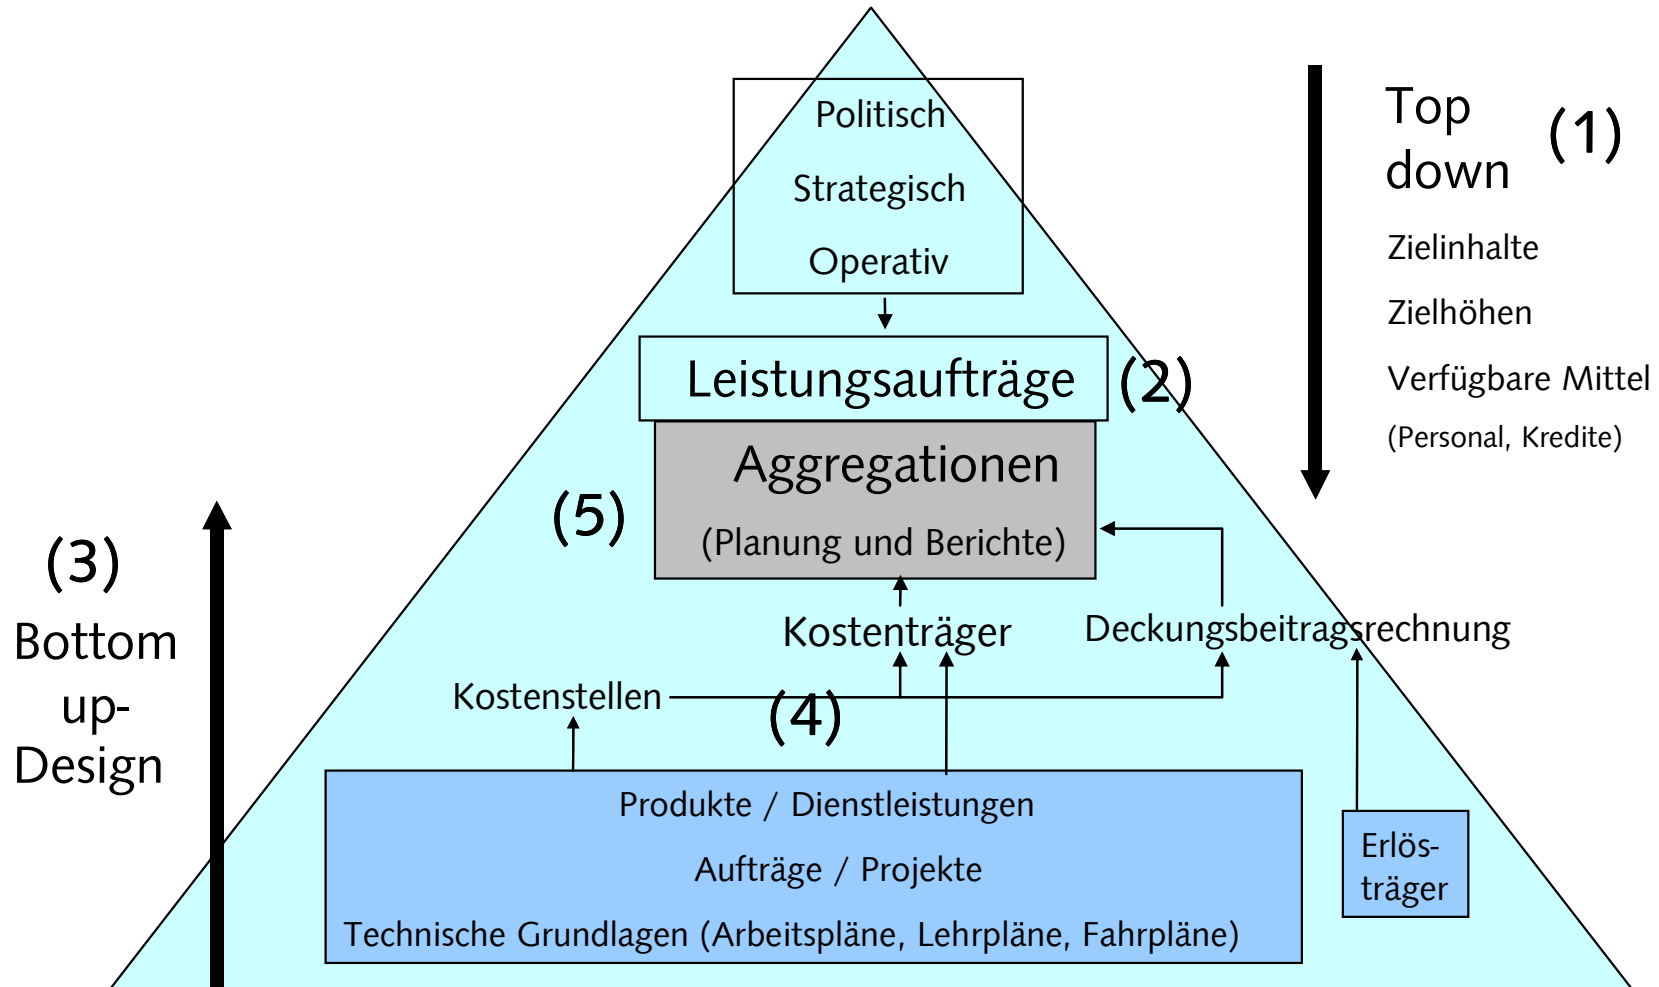 Politisch
Strategisch
Operativ
Top
down
(1)
Zielinhalte
Zielhöhen
Verfügbare Mittel
(Personal, Kredite)
Leistungsaufträge
(2)
Aggregationen
(Planung und Berichte)
(5)
(3)
Bottom
up-
Design
Kostenträger
Deckungsbeitragsrechnung
Kostenstellen
(4)
Produkte / Dienstleistungen
Aufträge / Projekte
Technische Grundlagen (Arbeitspläne, Lehrpläne, Fahrpläne)
Erlös-
träger